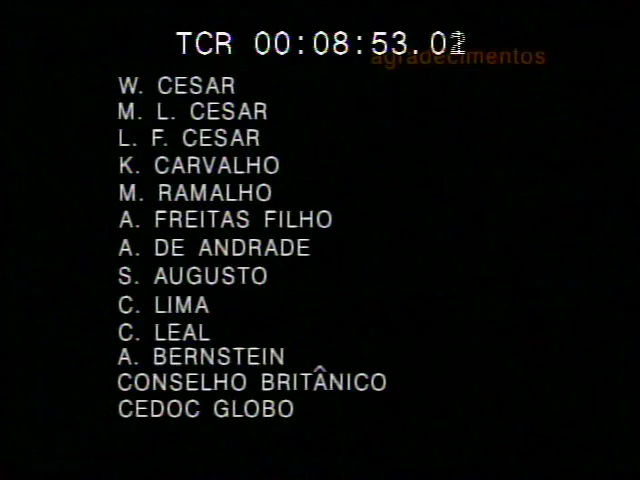 TCR 00:08:53.02
agradecimentos
W. CESAR
M. L. CESAR
L. F. CESAR
K. CARVALHO
M. RAMALHO
A. FREITAS FILHO
A. DE ANDRADE
S. AUGUSTO
C. LIMA
C. LEAL
A. BERNSTEIN
CONSELHO BRITÂNICO
CEDOC GLOBO